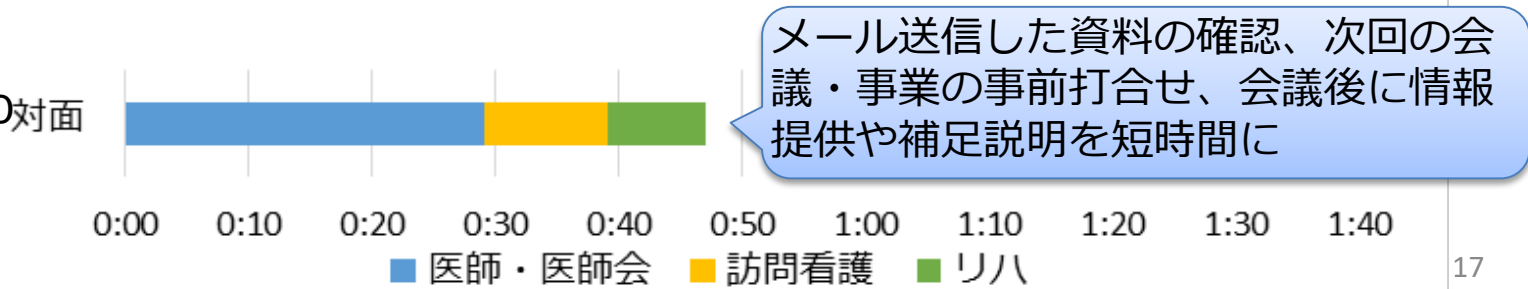 メール送信した資料の確認、次回の会
議・事業の事前打合せ、会議後に情報
提供や補足説明を短時間に
対面
0:00 0:10 0:20 0:30 0:40 0:50 1:00 1:10 1:20 1:30 1:40
医師・医師会 訪問看護 リハ
17